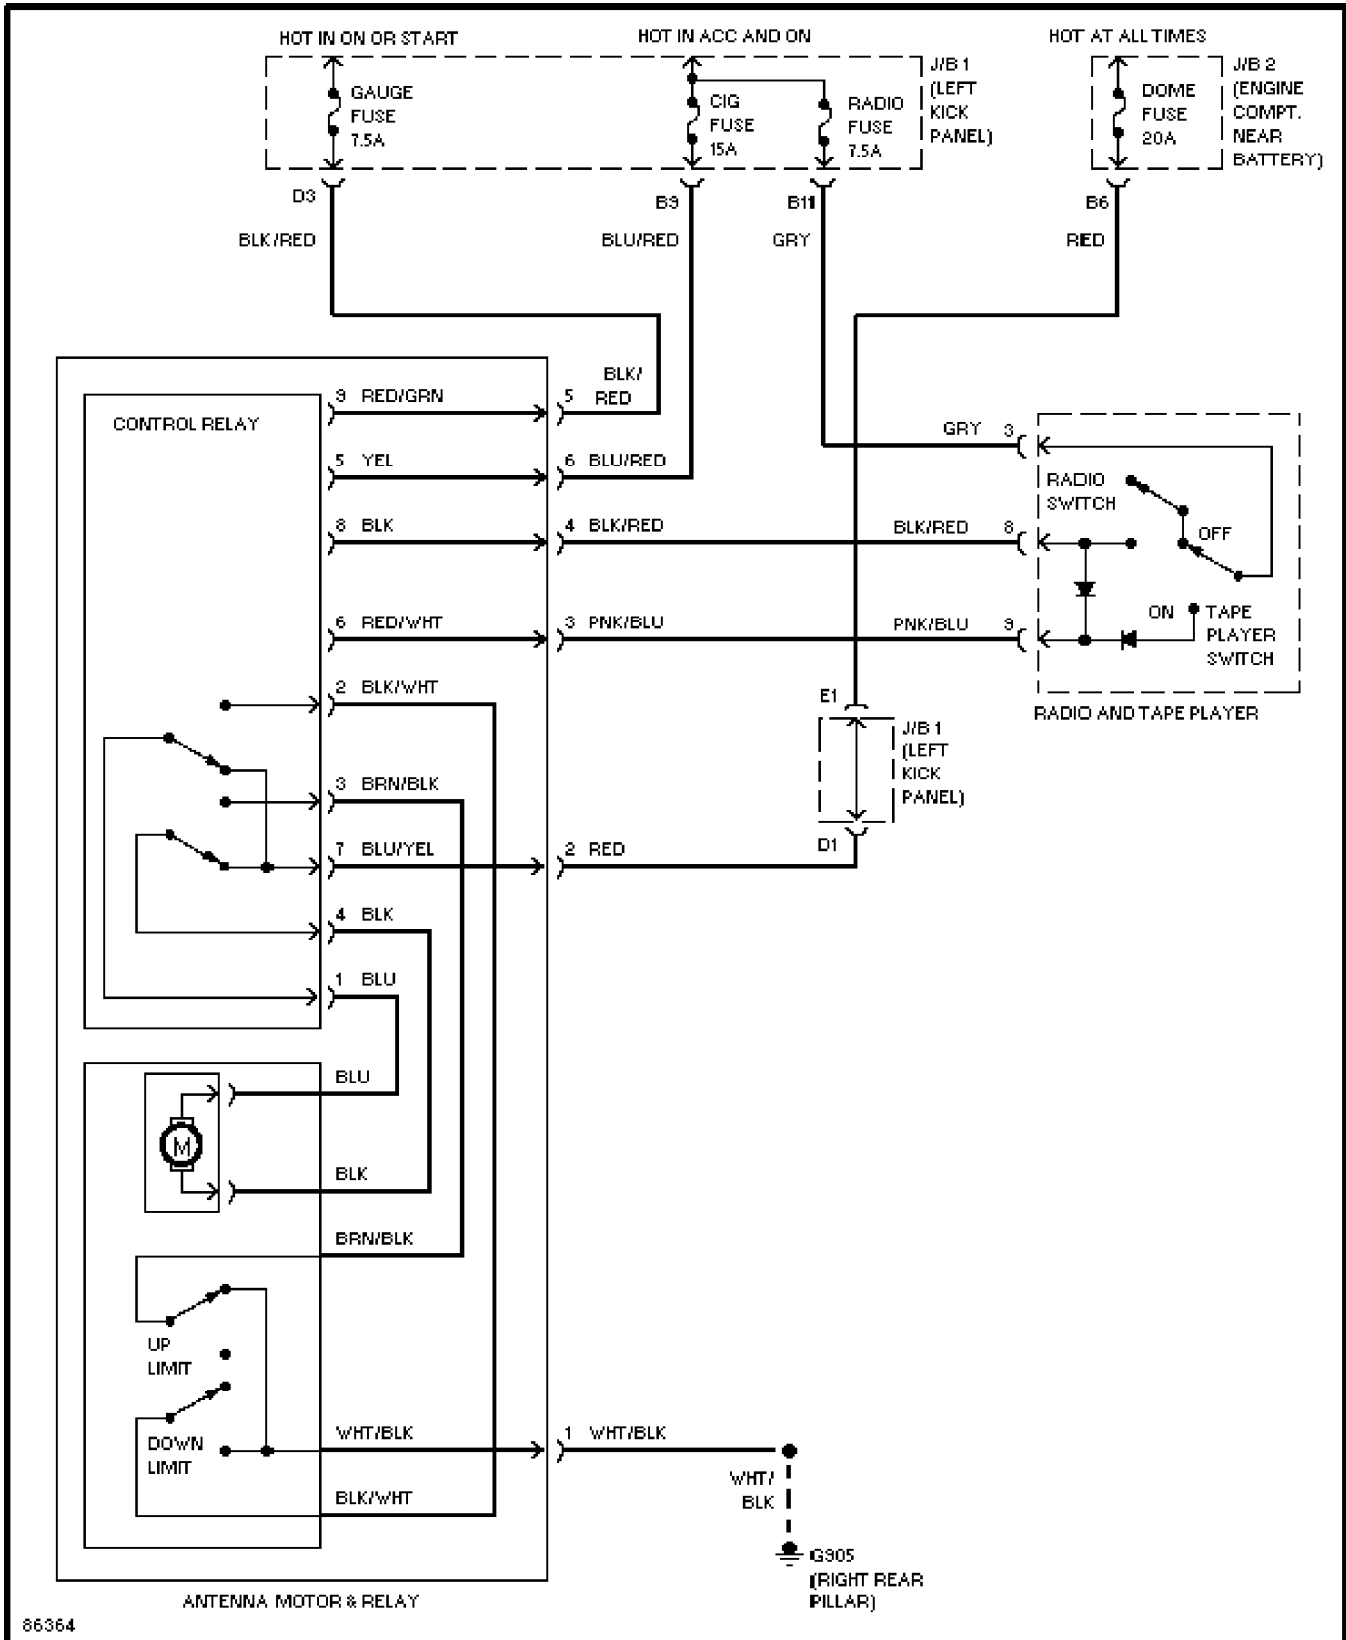 HOT IN ON OR START
HOT IN ACC AND ON
HOT AT ALL TIMES
GAUGE
FUSE
7.5A
CIG
FUSE
15A
RADIO
FUSE
7.5A
J/B 1
(LEFT
KICK
PANEL)
DOME
FUSE
20A
J/B 2
(ENGINE
COMPT.
NEAR
BATTERY)
D3
B9
B11
B6
BLK/RED
BLU/RED
GRY
RED
BLK/
RED
CONTROL RELAY
9 RED/GRN
5
5 YEL
6 BLU/RED
8 BLK
4 BLK/RED
BLK/RED 8
6 RED/WHT
3 PNK/BLU
PNK/BLU 9
GRY 3
RADIO
SWITCH
OFF
ON
TAPE
PLAYER
SWITCH
RADIO AND TAPE PLAYER
2 BLK/WHT
E1
J/B 1
(LEFT
KICK
PANEL)
D1
3 BRN/BLK
7 BLU/YEL
2 RED
4 BLK
1 BLU
BLU
M
BLK
BRN/BLK
UP
LIMIT
DOWN
LIMIT
WHT/BLK
1 WHT/BLK
WHT/
BLK
BLK/WHT
G905
(RIGHT REAR
PILLAR)
ANTENNA MOTOR & RELAY
86364